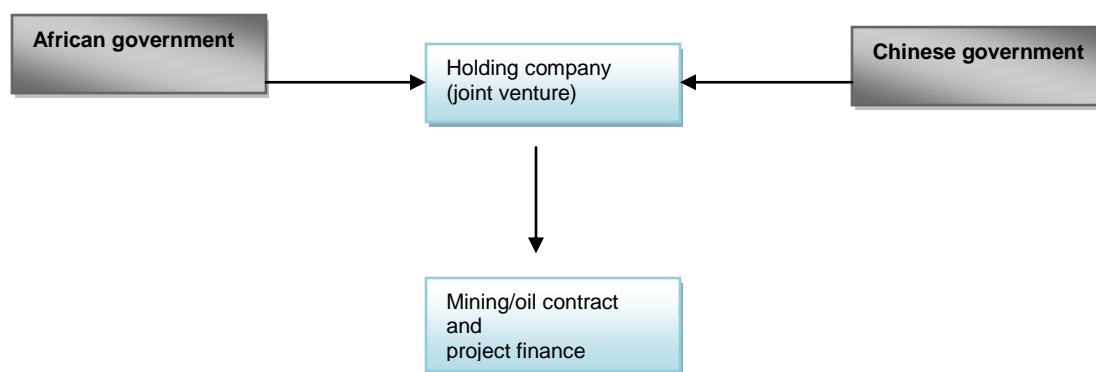 African government
Chinese government
Holding company
(joint venture)
Mining/oil contract
and
project finance